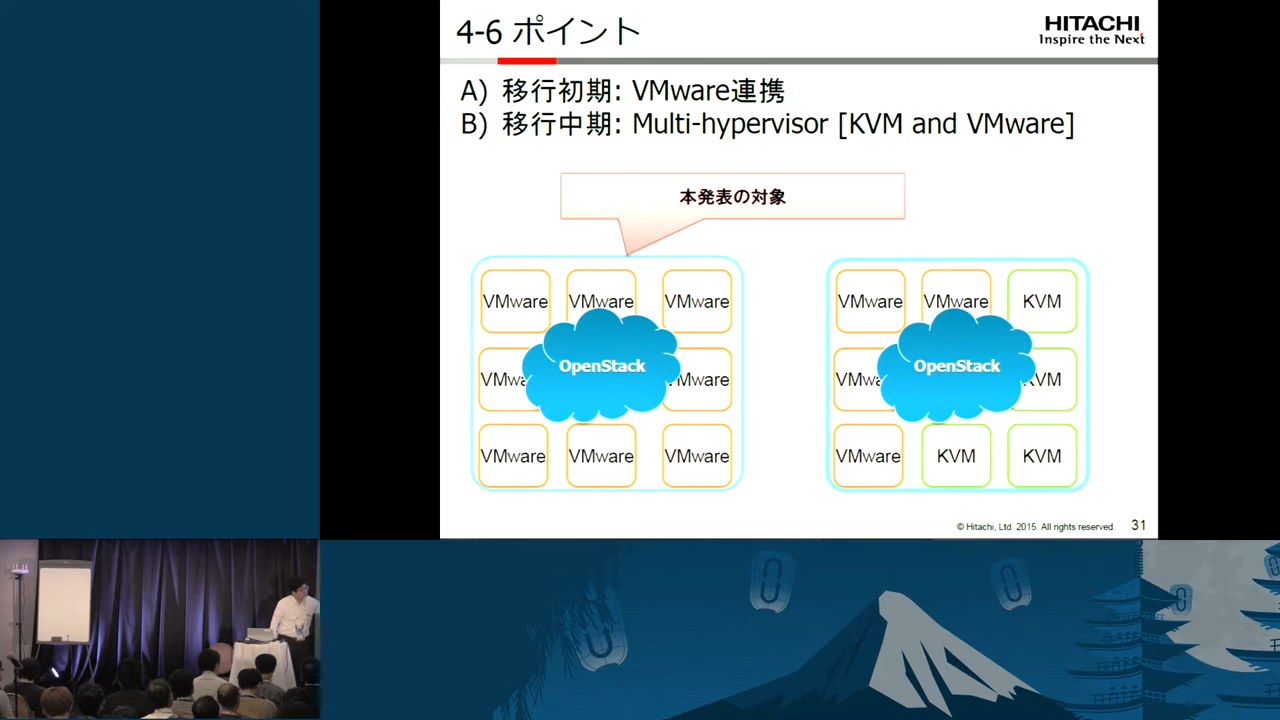 4-6 ポイント
HITACHI
Inspire the Next
A) 移行初期: VMware連携
B) 移行中期: Multi-hypervisor [KVM and VMware]
本発表の対象
VMware VMware VMware
OpenStack
VMware VMware
VMware VMware VMware
VMware VMware KVM
OpenStack
VMware KVM
VMware KVM KVM
© Hitachi, Ltd. 2015. All rights reserved. 31